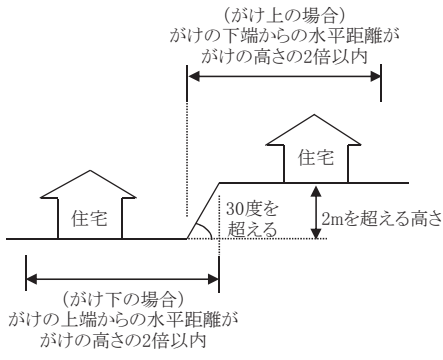 （がけ上の場合）
がけの下端からの水平距離が
がけの高さの2倍以内
住宅
住宅
30度を
超える
2mを超える高さ
（がけ下の場合）
がけの上端からの水平距離が
がけの高さの2倍以内